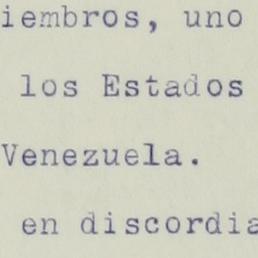 iembros, uno
los Estados
Venezuela.
en discordia